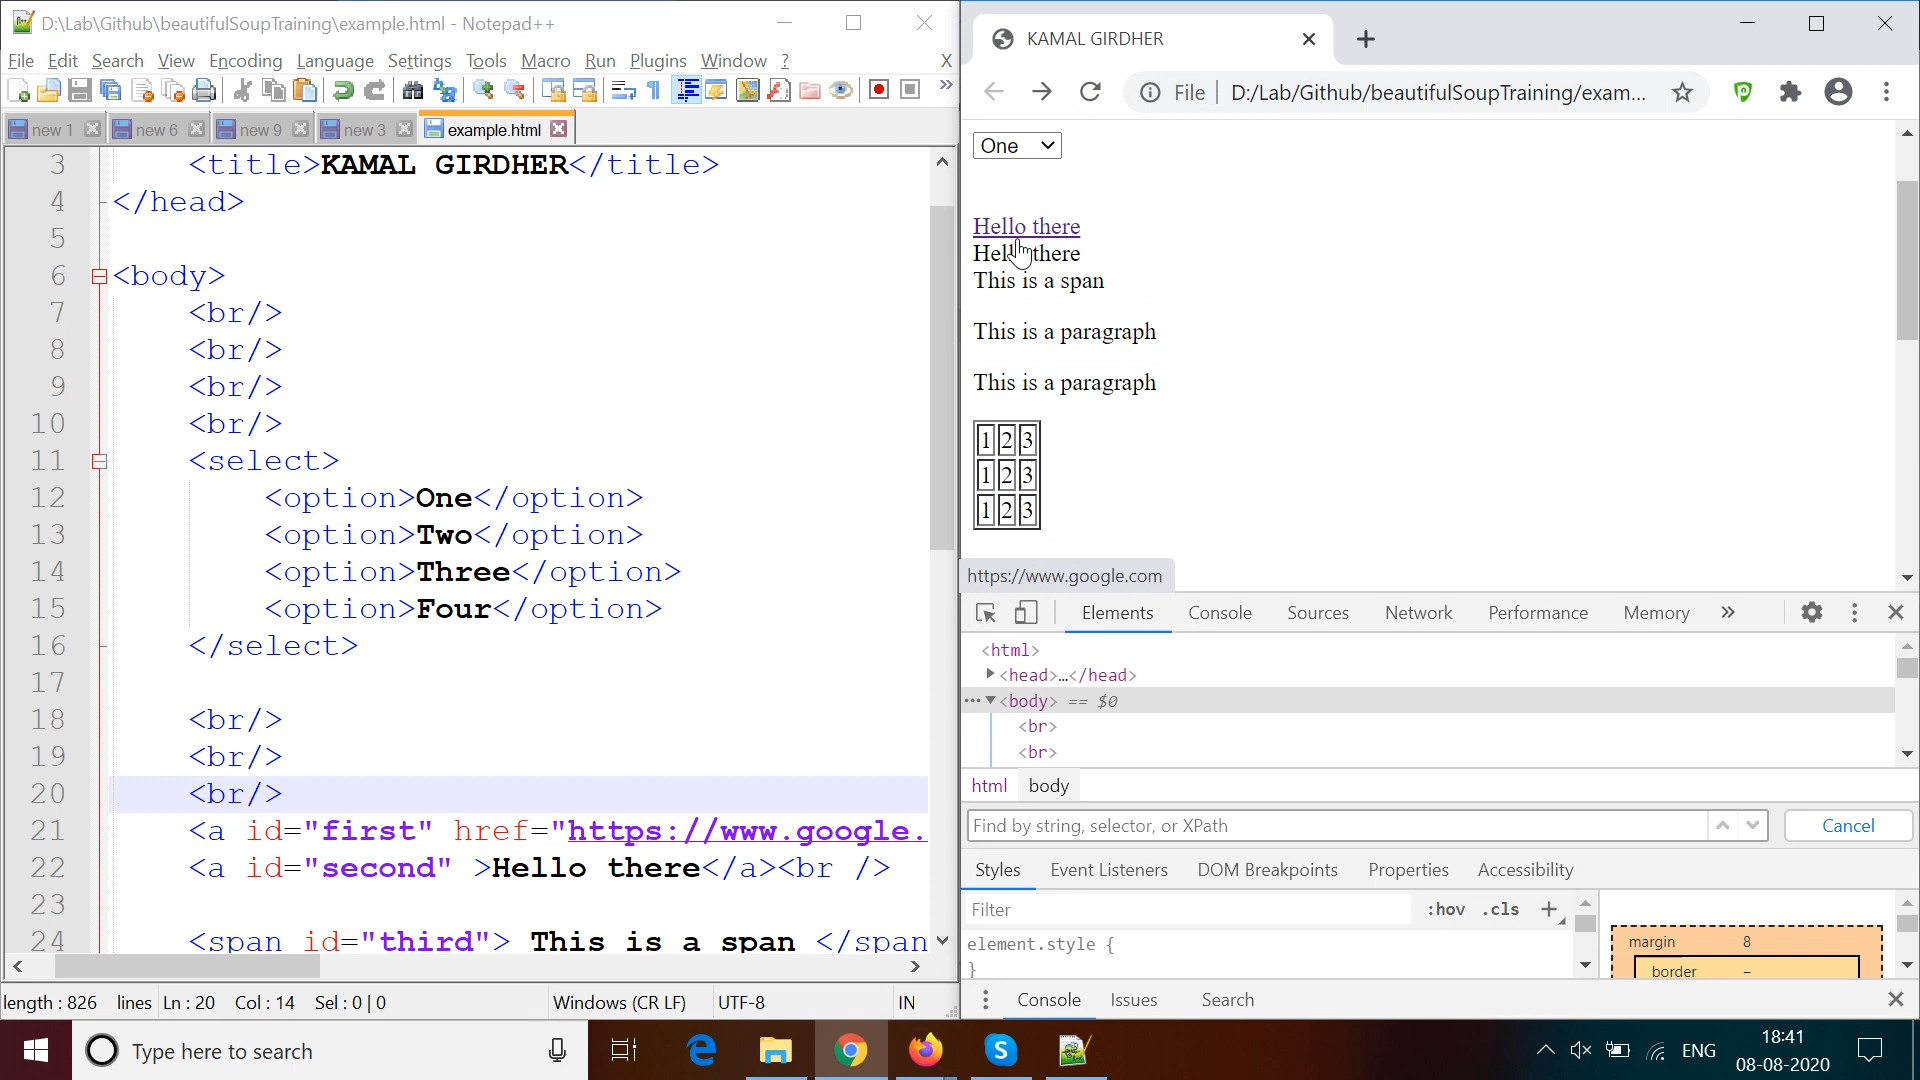 D:\Lab\Github\beautifulSoupTraining\example.html - Notepad++
File Edit Search View Encoding Language Settings Tools Macro Run Plugins Window ? X
new 1 new 6 new 9 new 3 example.html
3 <title>KAMAL GIRDHER</title>
4 </head>
5
6 <body>
7 <br/>
8 <br/>
9 <br/>
10 <br/>
11 <select>
12 <option>One</option>
13 <option>Two</option>
14 <option>Three</option>
15 <option>Four</option>
16 </select>
17
18 <br/>
19 <br/>
20 <br/>
21 <a id="first" href="https://www.google.
22 <a id="second" >Hello there</a><br />
23
24 <span id="third"> This is a span </span
length : 826 lines Ln : 20 Col : 14 Sel : 0 | 0 Windows (CR LF) UTF-8 IN
KAMAL GIRDHER
File | D:/Lab/Github/beautifulSoupTraining/exam...
One
Hello there
Hello there
This is a span
This is a paragraph
This is a paragraph
1 2 3
1 2 3
1 2 3
https://www.google.com
Elements Console Sources Network Performance Memory »
<html>
<head>…</head>
<body> == $0
<br>
<br>
html body
Find by string, selector, or XPath Cancel
Styles Event Listeners DOM Breakpoints Properties Accessibility
Filter :hov .cls +
element.style {
}
margin 8
border –
Console Issues Search
Type here to search
ENG
18:41
08-08-2020